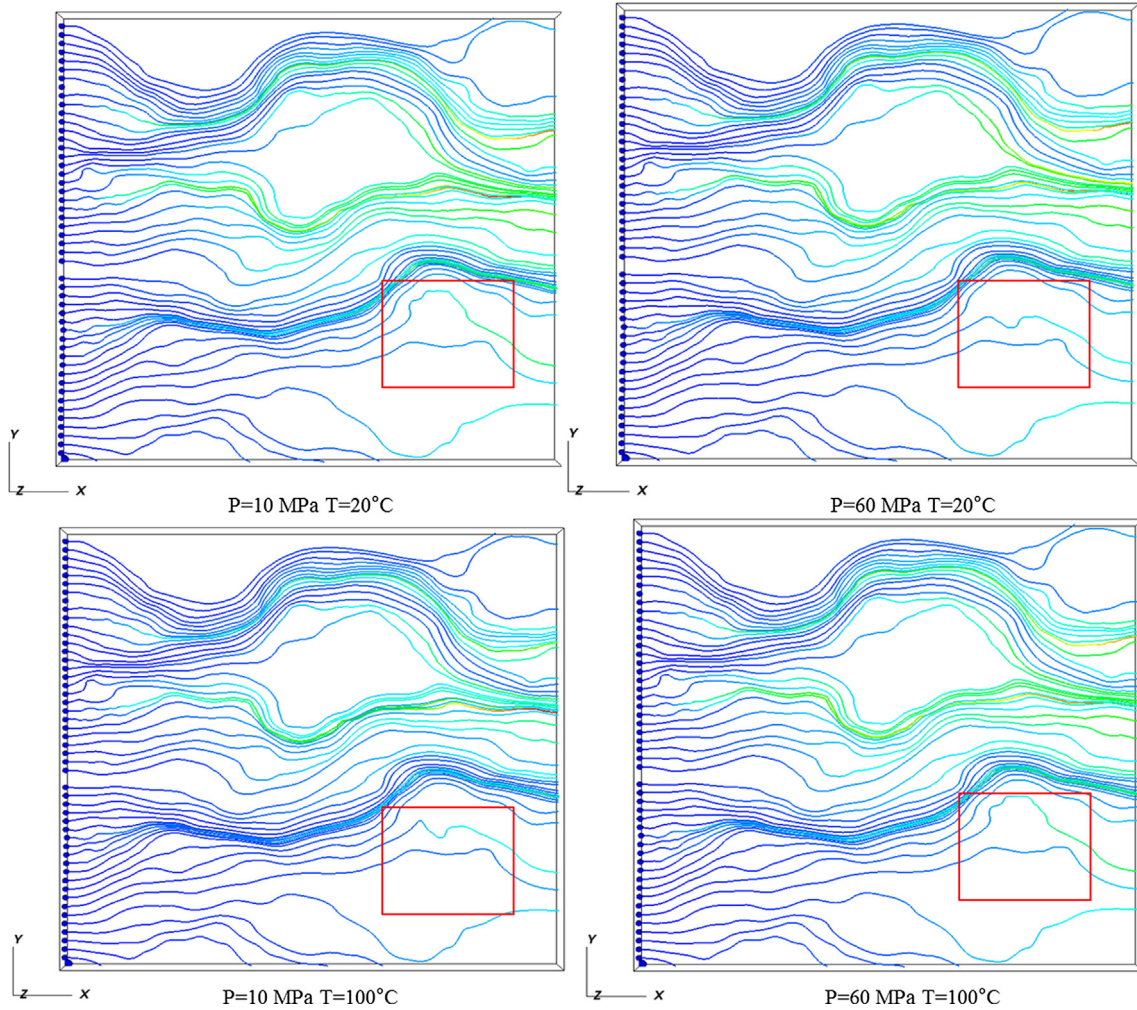 Y
Z X
P=10 MPa T=20°C
Y
Z X
P=60 MPa T=20°C
Y
Z X
P=10 MPa T=100°C
Y
Z X
P=60 MPa T=100°C